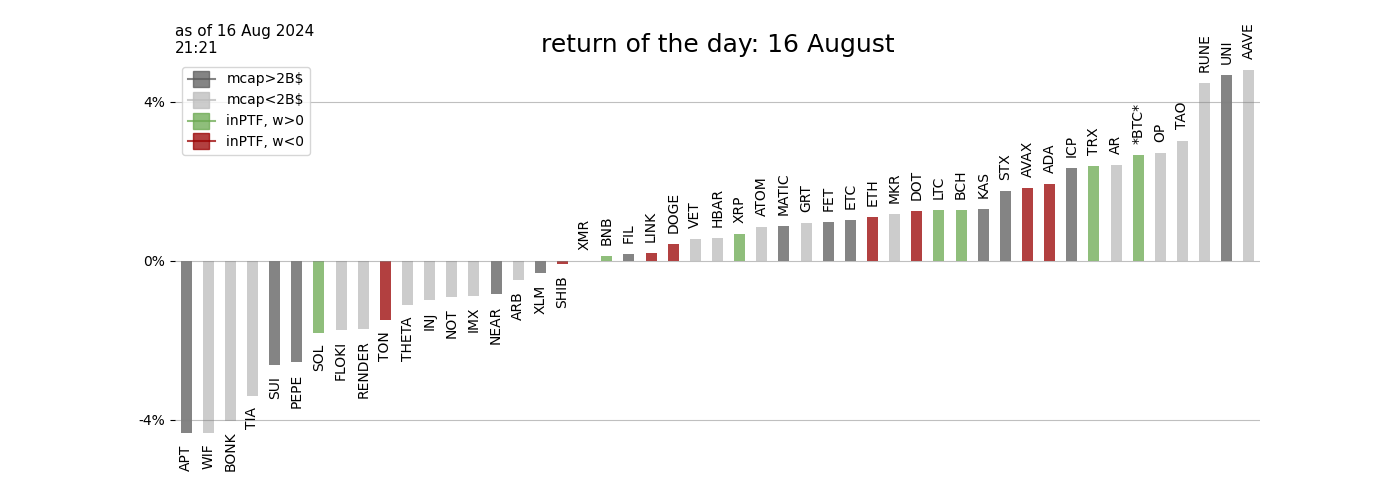 as of 16 Aug 2024
21:21
return of the day: 16 August
mcap>2B$
mcap<2B$
inPTF, w>0
inPTF, w<0
4%
0%
-4%
APT
WIF
BONK
TIA
SUI
PEPE
SOL
FLOKI
RENDER
TON
THETA
INJ
NOT
IMX
NEAR
ARB
XLM
SHIB
XMR
BNB
FIL
LINK
DOGE
VET
HBAR
XRP
ATOM
MATIC
GRT
FET
ETC
ETH
MKR
DOT
LTC
BCH
KAS
STX
AVAX
ADA
ICP
TRX
AR
*BTC*
OP
TAO
RUNE
UNI
AAVE